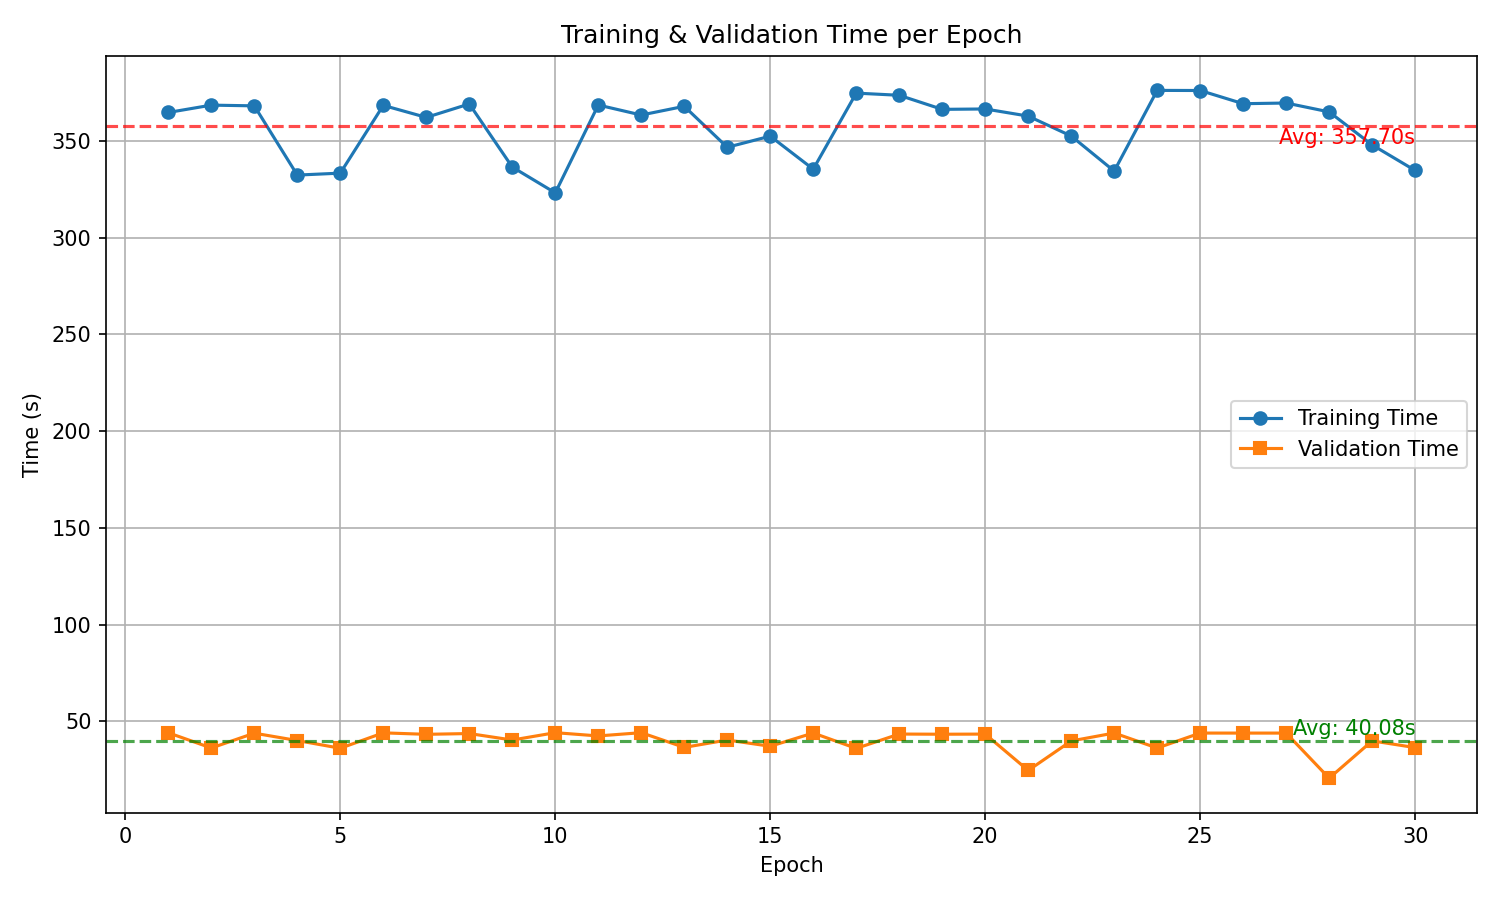 Training & Validation Time per Epoch
Time (s)
350
300
250
200
150
100
50
Avg: 357.70s
Training Time
Validation Time
Avg: 40.08s
0
5
10
15
20
25
30
Epoch